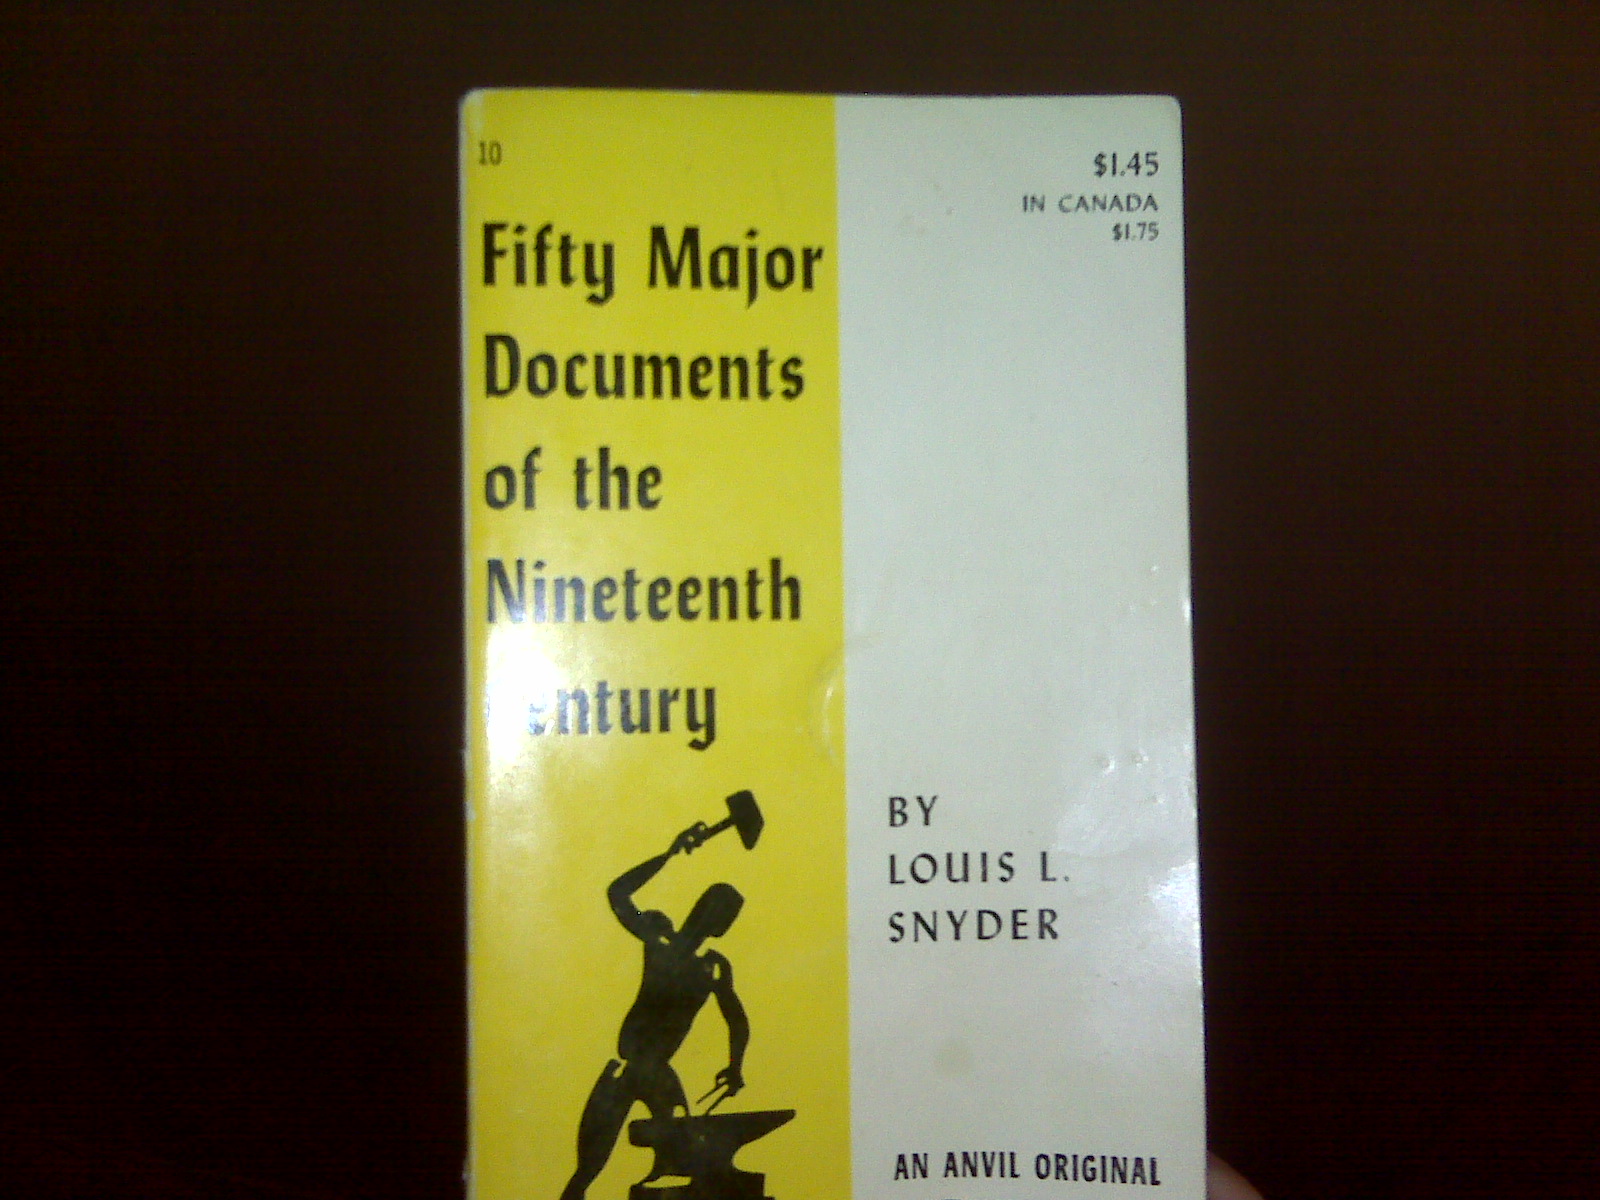 10
Fifty Major
Documents
of the
Nineteenth
entury
$1.45
IN CANADA
$1.75
BY
LOUIS L.
SNYDER
AN ANVIL ORIGINAL